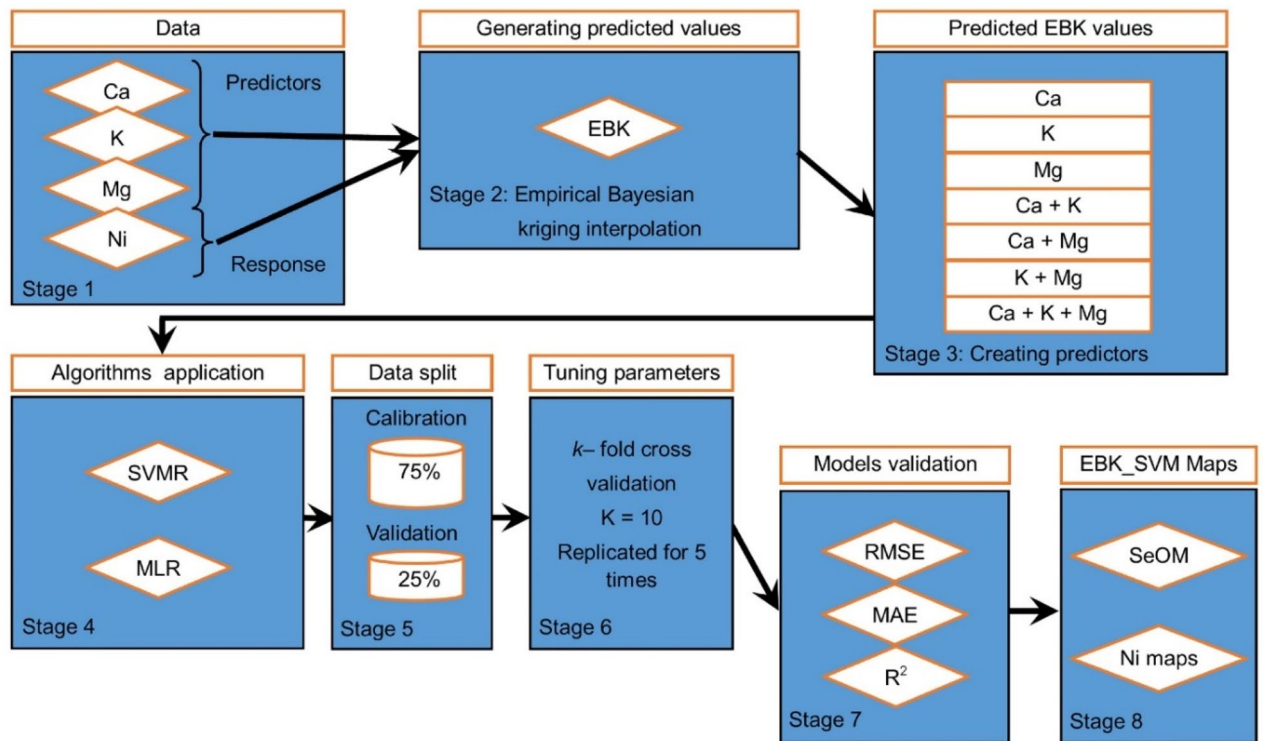 Data
Ca
K
Mg
Ni
Predictors
Response
Stage 1
Generating predicted values
EBK
Stage 2: Empirical Bayesian
kriging interpolation
Predicted EBK values
Ca
K
Mg
Ca + K
Ca + Mg
K + Mg
Ca + K + Mg
Stage 3: Creating predictors
Algorithms application
SVMR
MLR
Stage 4
Data split
Calibration
75%
Validation
25%
Stage 5
Tuning parameters
k– fold cross
validation
K = 10
Replicated for 5
times
Stage 6
Models validation
RMSE
MAE
R²
Stage 7
EBK_SVM Maps
SeOM
Ni maps
Stage 8